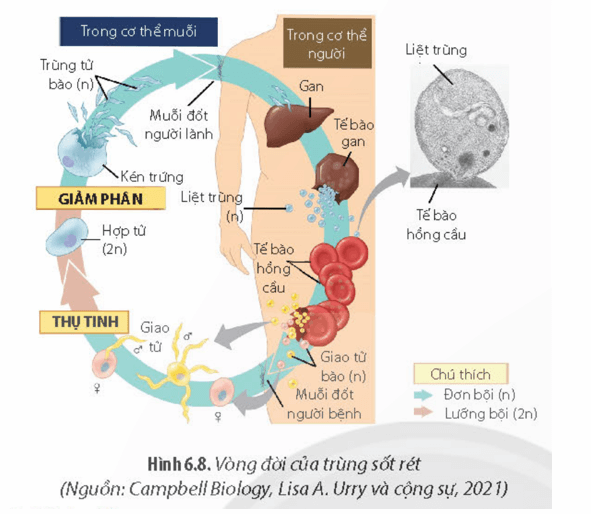 Trong cơ thể muỗi
Trong cơ thể
người
Liệt trùng
Trùng tử
bào (n)
Gan
Muỗi đốt
người lành
Tế bào
gan
Kén trứng
GIẢM PHÂN
Liệt trùng
(n)
Tế bào
hồng cầu
Hợp tử
(2n)
Tế bào
hồng
cầu
THỤ TINH
Giao
tử
♂
♂
♀
♀
Giao tử
bào (n)
Muỗi đốt
người bệnh
Chú thích
Đơn bội (n)
Lưỡng bội (2n)
Hình 6.8. Vòng đời của trùng sốt rét
(Nguồn: Campbell Biology, Lisa A. Urry và cộng sự, 2021)